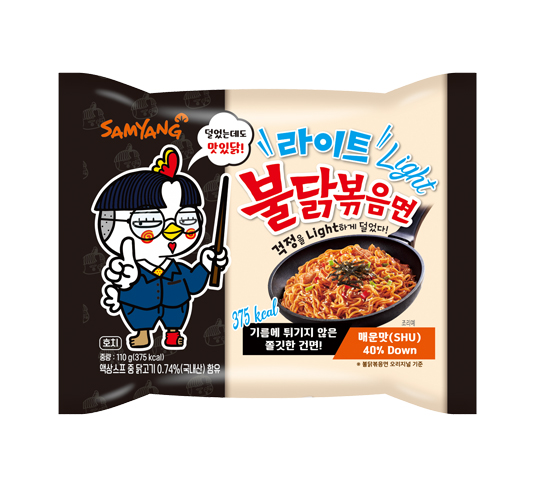 SAMYANG
덜었는데도
맛있닭!
라이트
Light
불닭볶음면
걱정을 Light하게 덜었다!
375 kcal
기름에 튀기지 않은
쫄깃한 건면!
조리예
매운맛(SHU)
40% Down
* 불닭볶음면 오리지널 기준
호치
중량 : 110 g(375 kcal)
액상스프 중 닭고기 0.74%(국내산) 함유